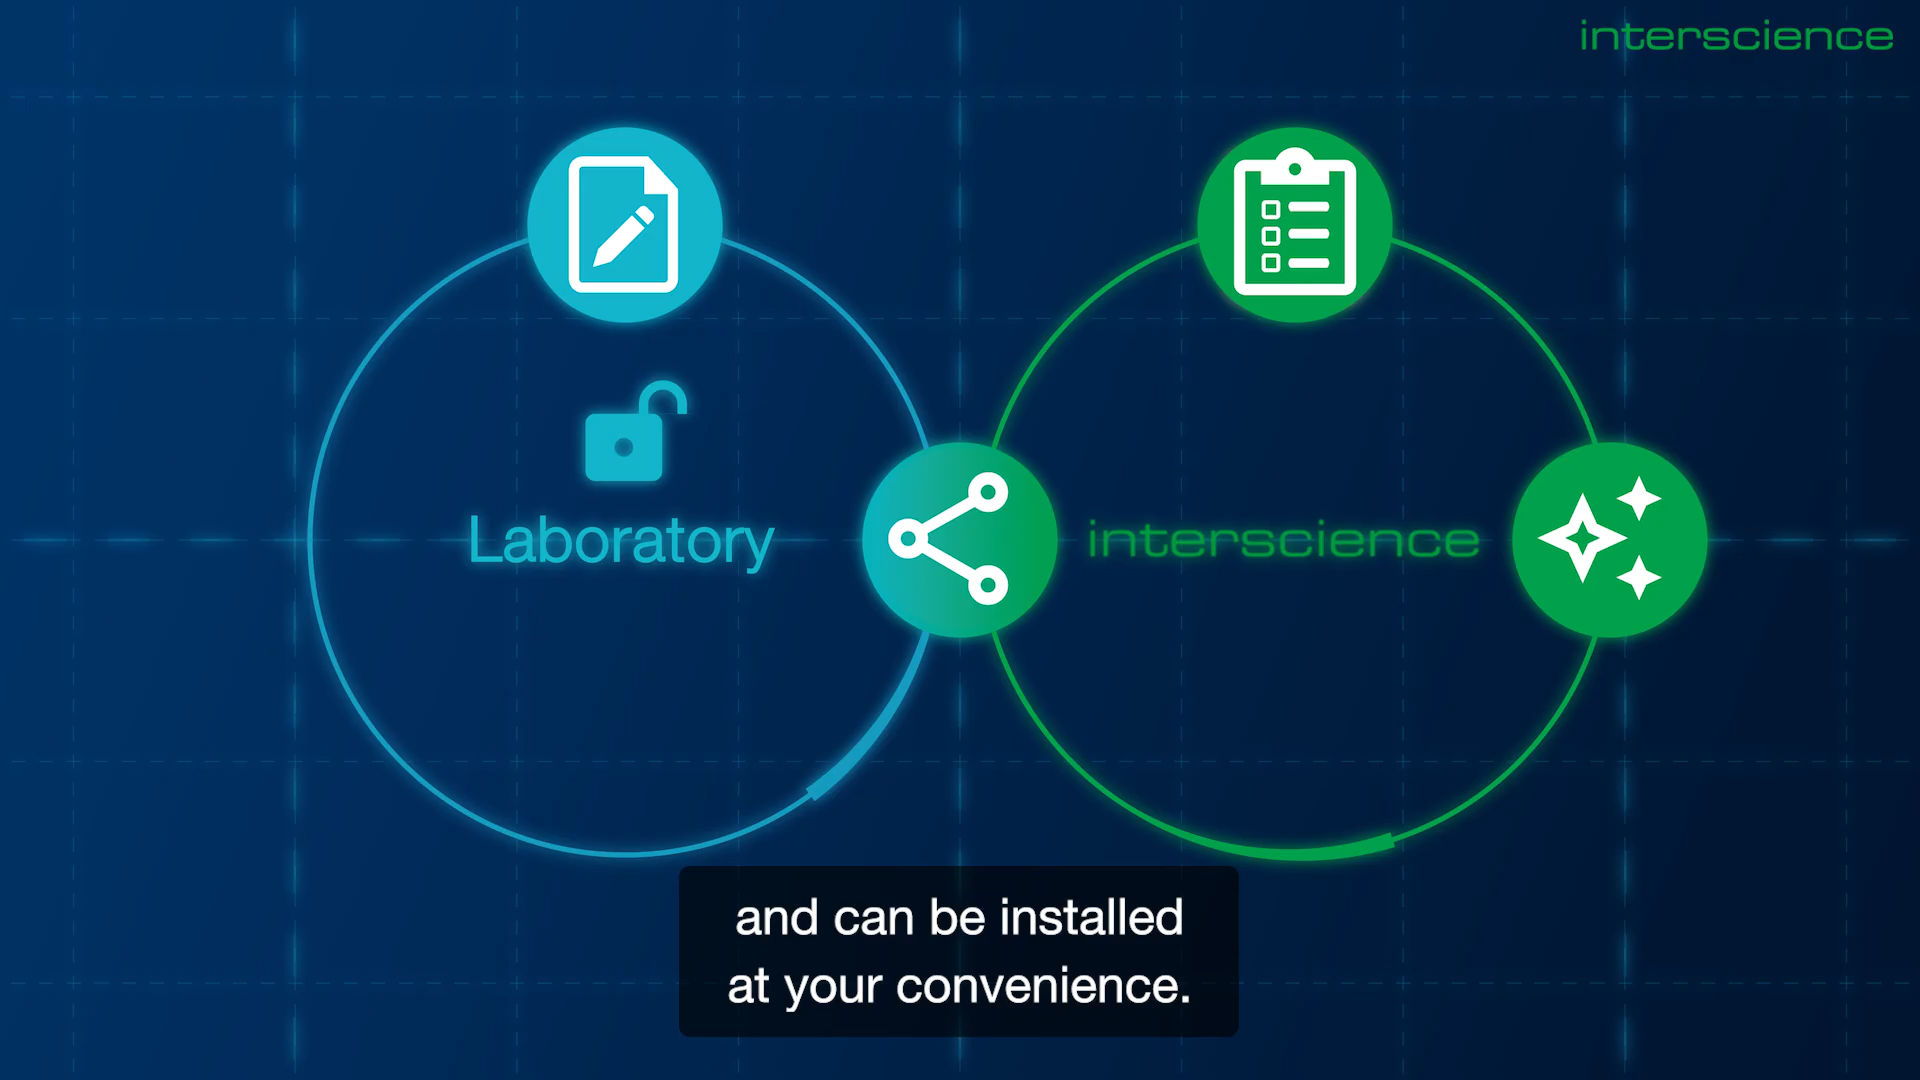 interscience
Laboratory
interscience
and can be installed
at your convenience.